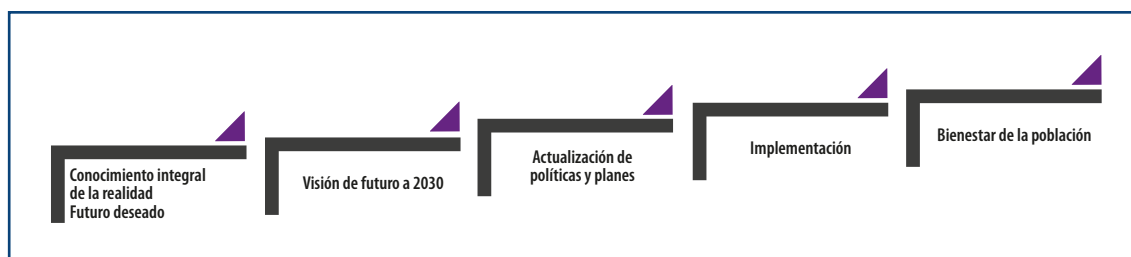 Conocimiento integral
de la realidad
Futuro deseado
Visión de futuro a 2030
Actualización de
políticas y planes
Implementación
Bienestar de la población